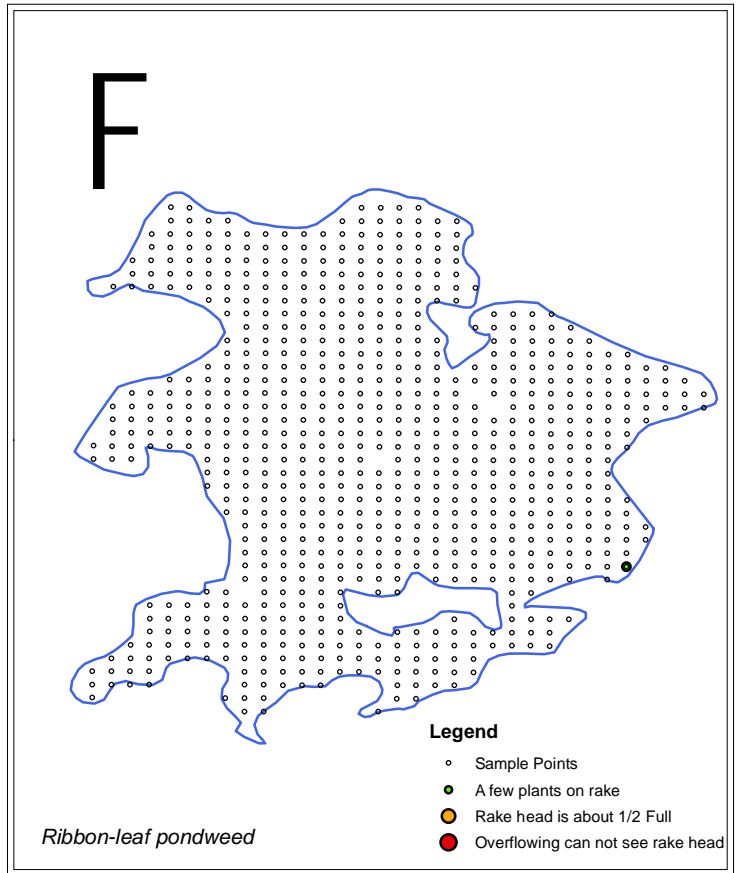 F
Legend
Sample Points
A few plants on rake
Rake head is about 1/2 Full
Overflowing can not see rake head
Ribbon-leaf pondweed